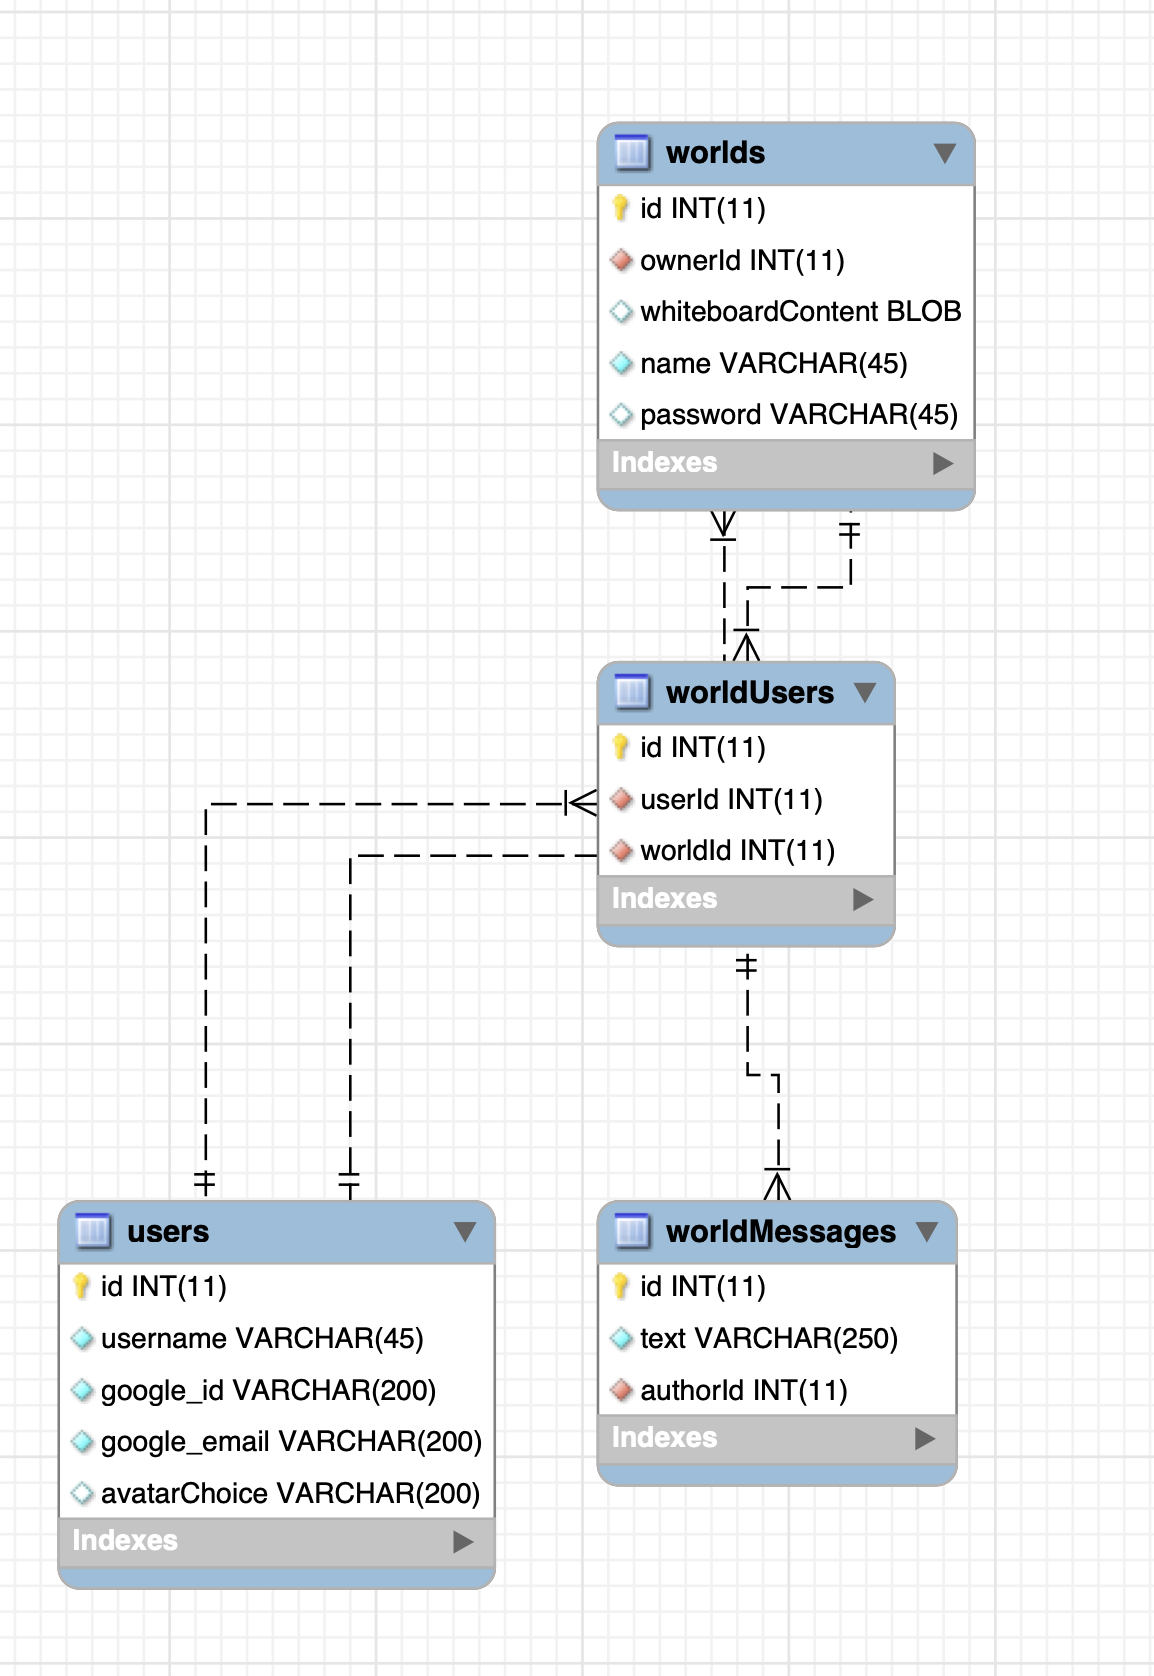 worlds
id INT(11)
ownerId INT(11)
whiteboardContent BLOB
name VARCHAR(45)
password VARCHAR(45)
Indexes
worldUsers
id INT(11)
userId INT(11)
worldId INT(11)
Indexes
users
id INT(11)
username VARCHAR(45)
google_id VARCHAR(200)
google_email VARCHAR(200)
avatarChoice VARCHAR(200)
Indexes
worldMessages
id INT(11)
text VARCHAR(250)
authorId INT(11)
Indexes